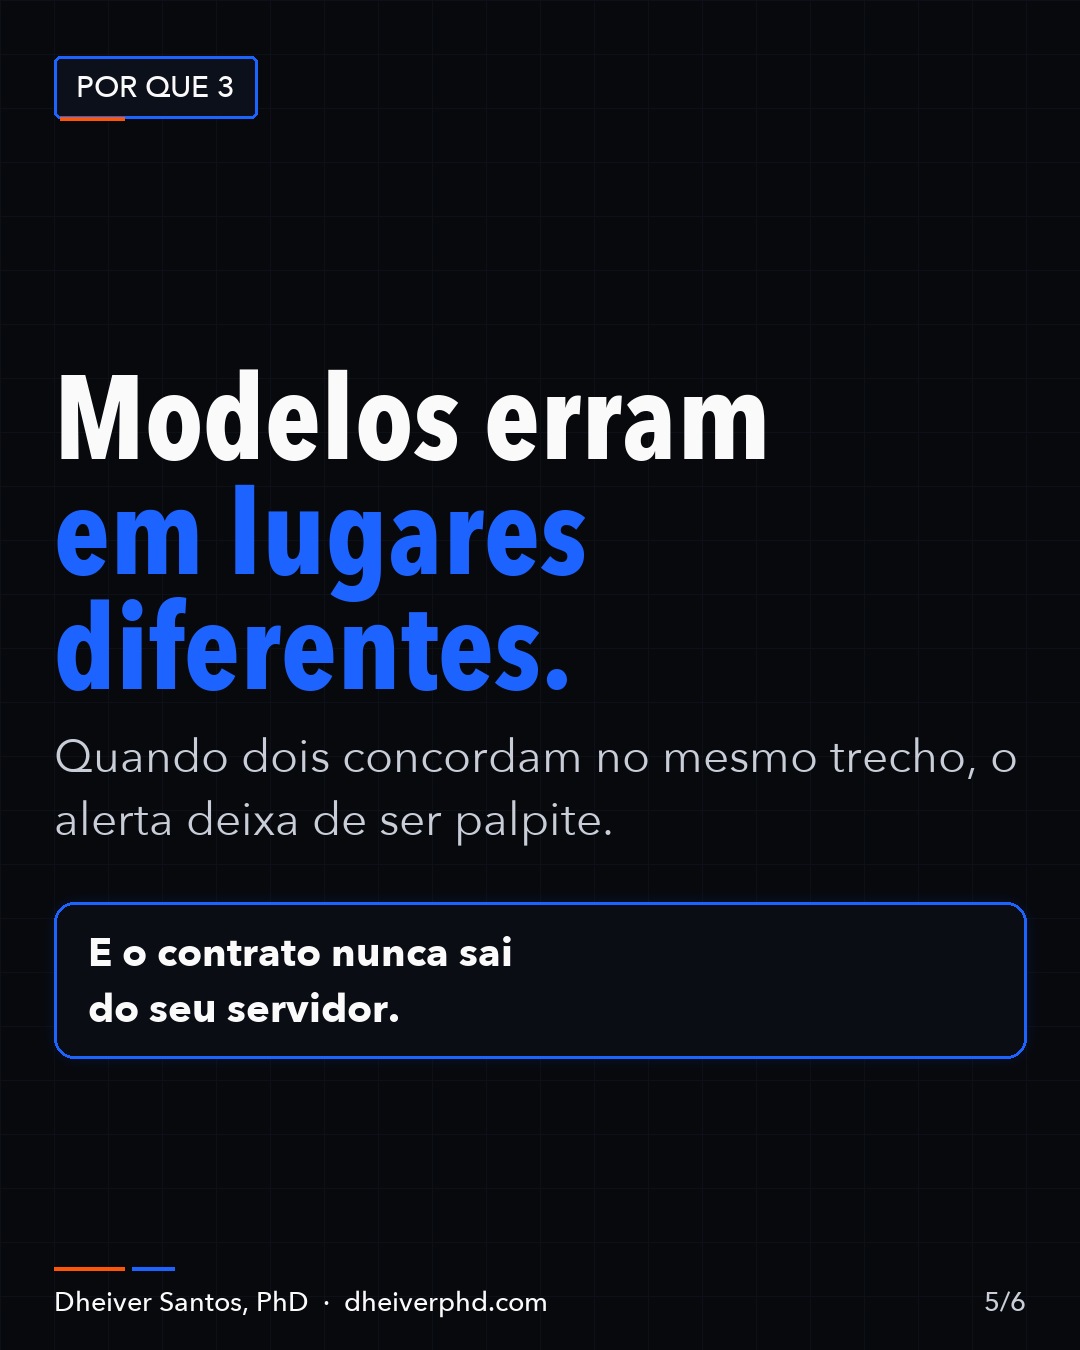 POR QUE 3
Modelos erram
em lugares
diferentes.
Quando dois concordam no mesmo trecho, o
alerta deixa de ser palpite.
E o contrato nunca sai
do seu servidor.
Dheiver Santos, PhD · dheiverphd.com
5/6